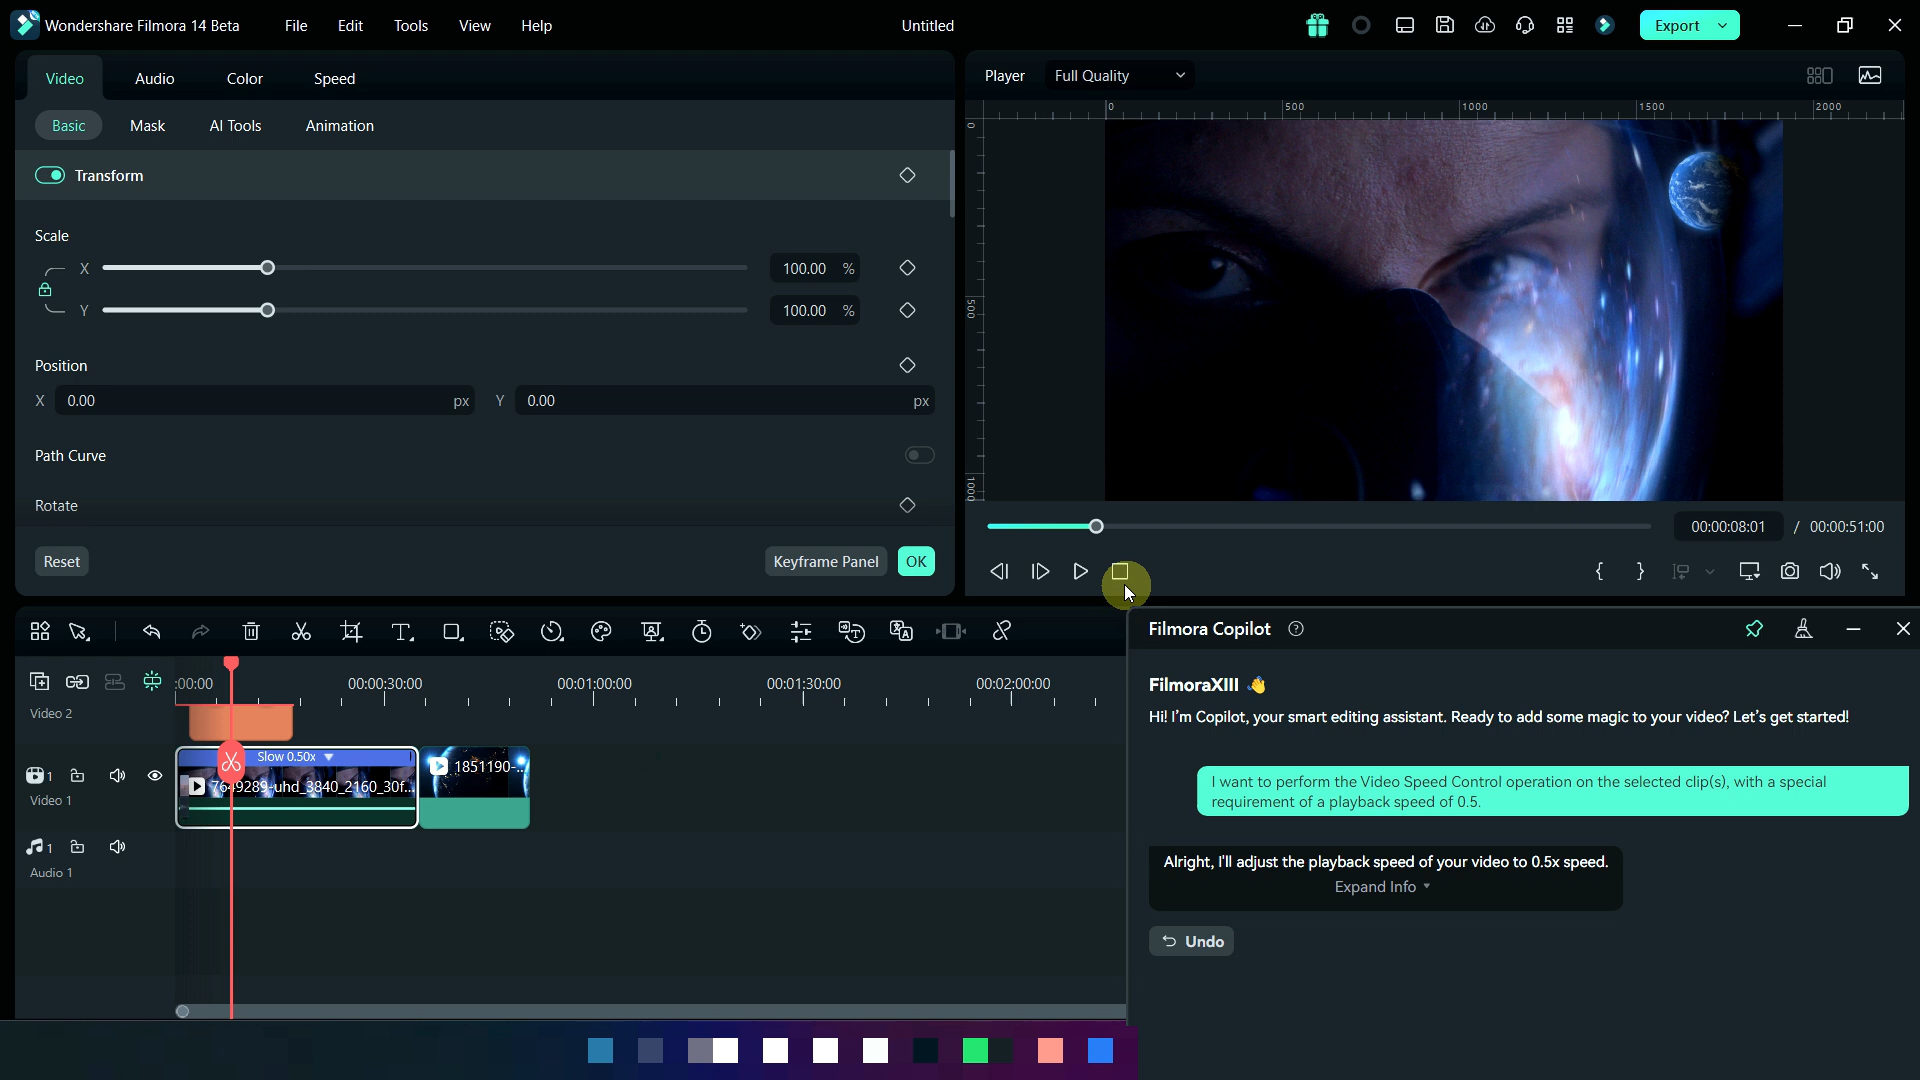 Wondershare Filmora 14 Beta File Edit Tools View Help Untitled Export
Video Audio Color Speed
Player Full Quality
Basic Mask AI Tools Animation
0 500 1000 1500 2000
0
500
1000
Transform
Scale
X 100.00 %
Y 100.00 %
Position
X 0.00 px Y 0.00 px
Path Curve
Rotate
Reset Keyframe Panel OK
00:00:08:01 / 00:00:51:00
:00:00 00:00:30:00 00:01:00:00 00:01:30:00 00:02:00:00
Video 2
Slow 0.50x
1851190-..
7649289-uhd_3840_2160_30f...
1
Video 1
1
Audio 1
Filmora Copilot
FilmoraXIII 👋
Hi! I'm Copilot, your smart editing assistant. Ready to add some magic to your video? Let's get started!
I want to perform the Video Speed Control operation on the selected clip(s), with a special
requirement of a playback speed of 0.5.
Alright, I'll adjust the playback speed of your video to 0.5x speed.
Expand Info
Undo